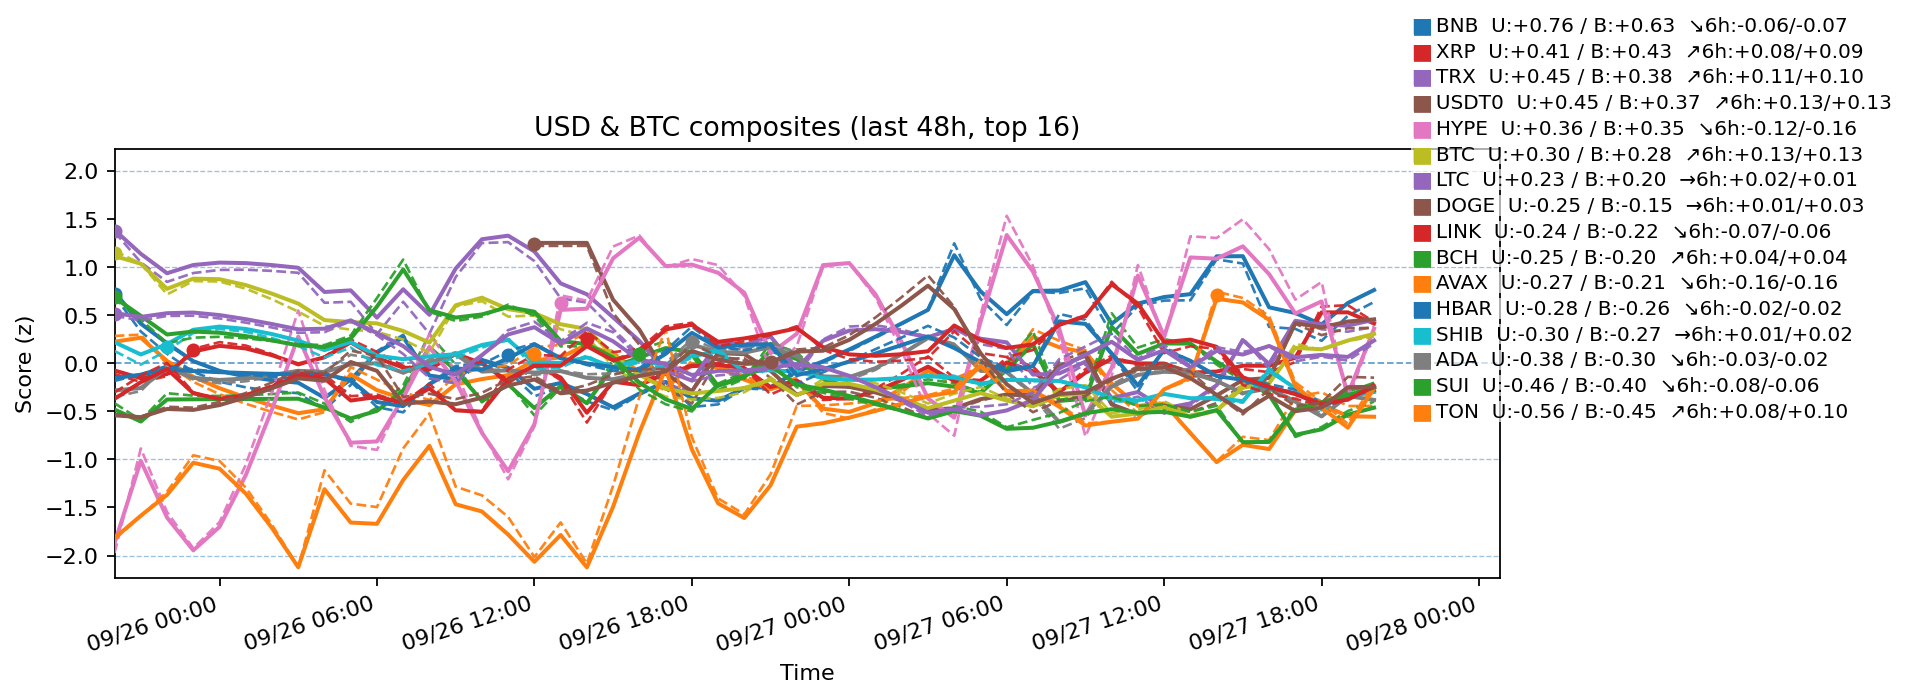 BNB  U:+0.76 / B:+0.63  ↘6h:-0.06/-0.07
XRP  U:+0.41 / B:+0.43  ↗6h:+0.08/+0.09
TRX  U:+0.45 / B:+0.38  ↗6h:+0.11/+0.10
USDT0  U:+0.45 / B:+0.37  ↗6h:+0.13/+0.13
HYPE  U:+0.36 / B:+0.35  ↘6h:-0.12/-0.16
BTC  U:+0.30 / B:+0.28  ↗6h:+0.13/+0.13
LTC  U:+0.23 / B:+0.20  →6h:+0.02/+0.01
DOGE  U:-0.25 / B:-0.15  →6h:+0.01/+0.03
LINK  U:-0.24 / B:-0.22  ↘6h:-0.07/-0.06
BCH  U:-0.25 / B:-0.20  ↗6h:+0.04/+0.04
AVAX  U:-0.27 / B:-0.21  ↘6h:-0.16/-0.16
HBAR  U:-0.28 / B:-0.26  ↘6h:-0.02/-0.02
SHIB  U:-0.30 / B:-0.27  →6h:+0.01/+0.02
ADA  U:-0.38 / B:-0.30  ↘6h:-0.03/-0.02
SUI  U:-0.46 / B:-0.40  ↘6h:-0.08/-0.06
TON  U:-0.56 / B:-0.45  ↗6h:+0.08/+0.10
USD & BTC composites (last 48h, top 16)
Score (z)
2.0
1.5
1.0
0.5
0.0
−0.5
−1.0
−1.5
−2.0
09/26 00:00
09/26 06:00
09/26 12:00
09/26 18:00
09/27 00:00
09/27 06:00
09/27 12:00
09/27 18:00
09/28 00:00
Time